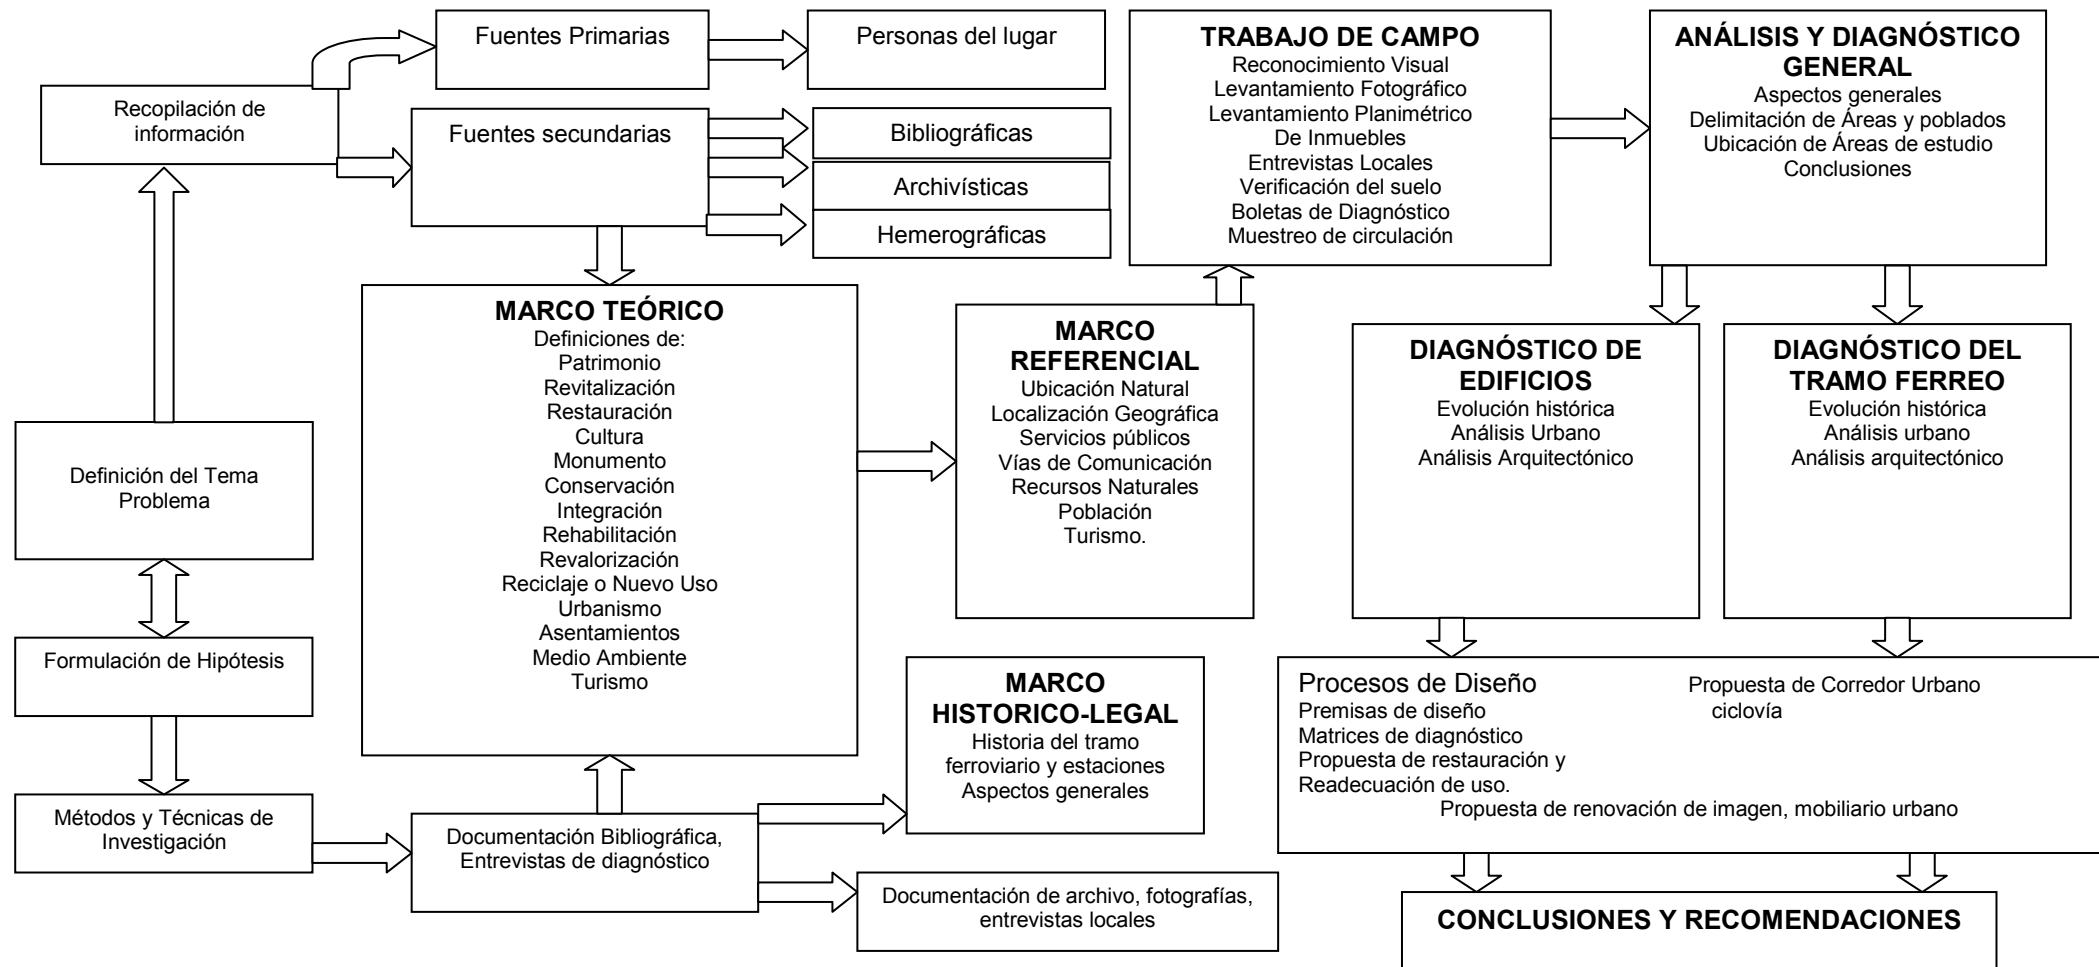 Fuentes Primarias
Personas del lugar
Recopilación de
información
Fuentes secundarias
Bibliográficas
Archivísticas
Hemerográficas
TRABAJO DE CAMPO
Reconocimiento Visual
Levantamiento Fotográfico
Levantamiento Planimétrico
De Inmuebles
Entrevistas Locales
Verificación del suelo
Boletas de Diagnóstico
Muestreo de circulación
ANÁLISIS Y DIAGNÓSTICO
GENERAL
Aspectos generales
Delimitación de Áreas y poblados
Ubicación de Áreas de estudio
Conclusiones
MARCO TEÓRICO
Definiciones de:
Patrimonio
Revitalización
Restauración
Cultura
Monumento
Conservación
Integración
Rehabilitación
Revalorización
Reciclaje o Nuevo Uso
Urbanismo
Asentamientos
Medio Ambiente
Turismo
MARCO
REFERENCIAL
Ubicación Natural
Localización Geográfica
Servicios públicos
Vías de Comunicación
Recursos Naturales
Población
Turismo.
DIAGNÓSTICO DE
EDIFICIOS
Evolución histórica
Análisis Urbano
Análisis Arquitectónico
DIAGNÓSTICO DEL
TRAMO FERREO
Evolución histórica
Análisis urbano
Análisis arquitectónico
Definición del Tema
Problema
Formulación de Hipótesis
Métodos y Técnicas de
Investigación
Documentación Bibliográfica,
Entrevistas de diagnóstico
MARCO
HISTORICO-LEGAL
Historia del tramo
ferroviario y estaciones
Aspectos generales
Documentación de archivo, fotografías,
entrevistas locales
Procesos de Diseño
Premisas de diseño
Matrices de diagnóstico
Propuesta de restauración y
Readecuación de uso.
Propuesta de Corredor Urbano
ciclovía
Propuesta de renovación de imagen, mobiliario urbano
CONCLUSIONES Y RECOMENDACIONES